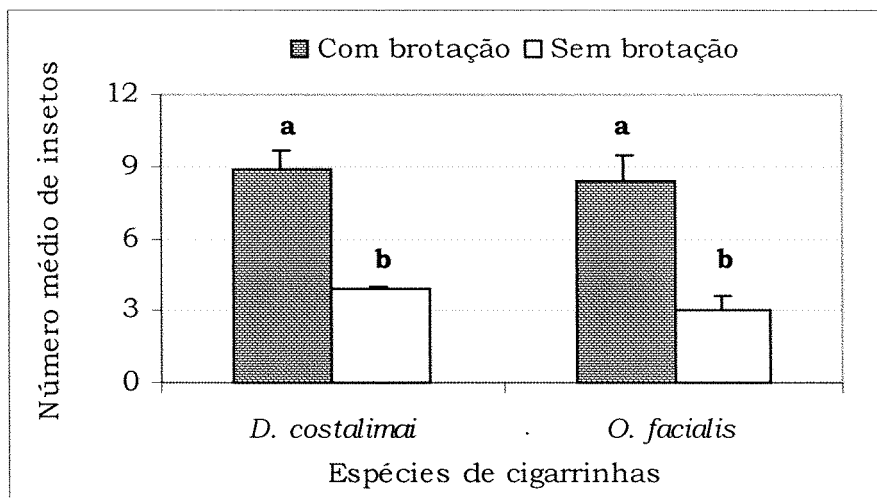 Com brotação Sem brotação
Número médio de insetos
12
a a
9
6
b b
3
0
D. costalimai O. facialis
Espécies de cigarrinhas